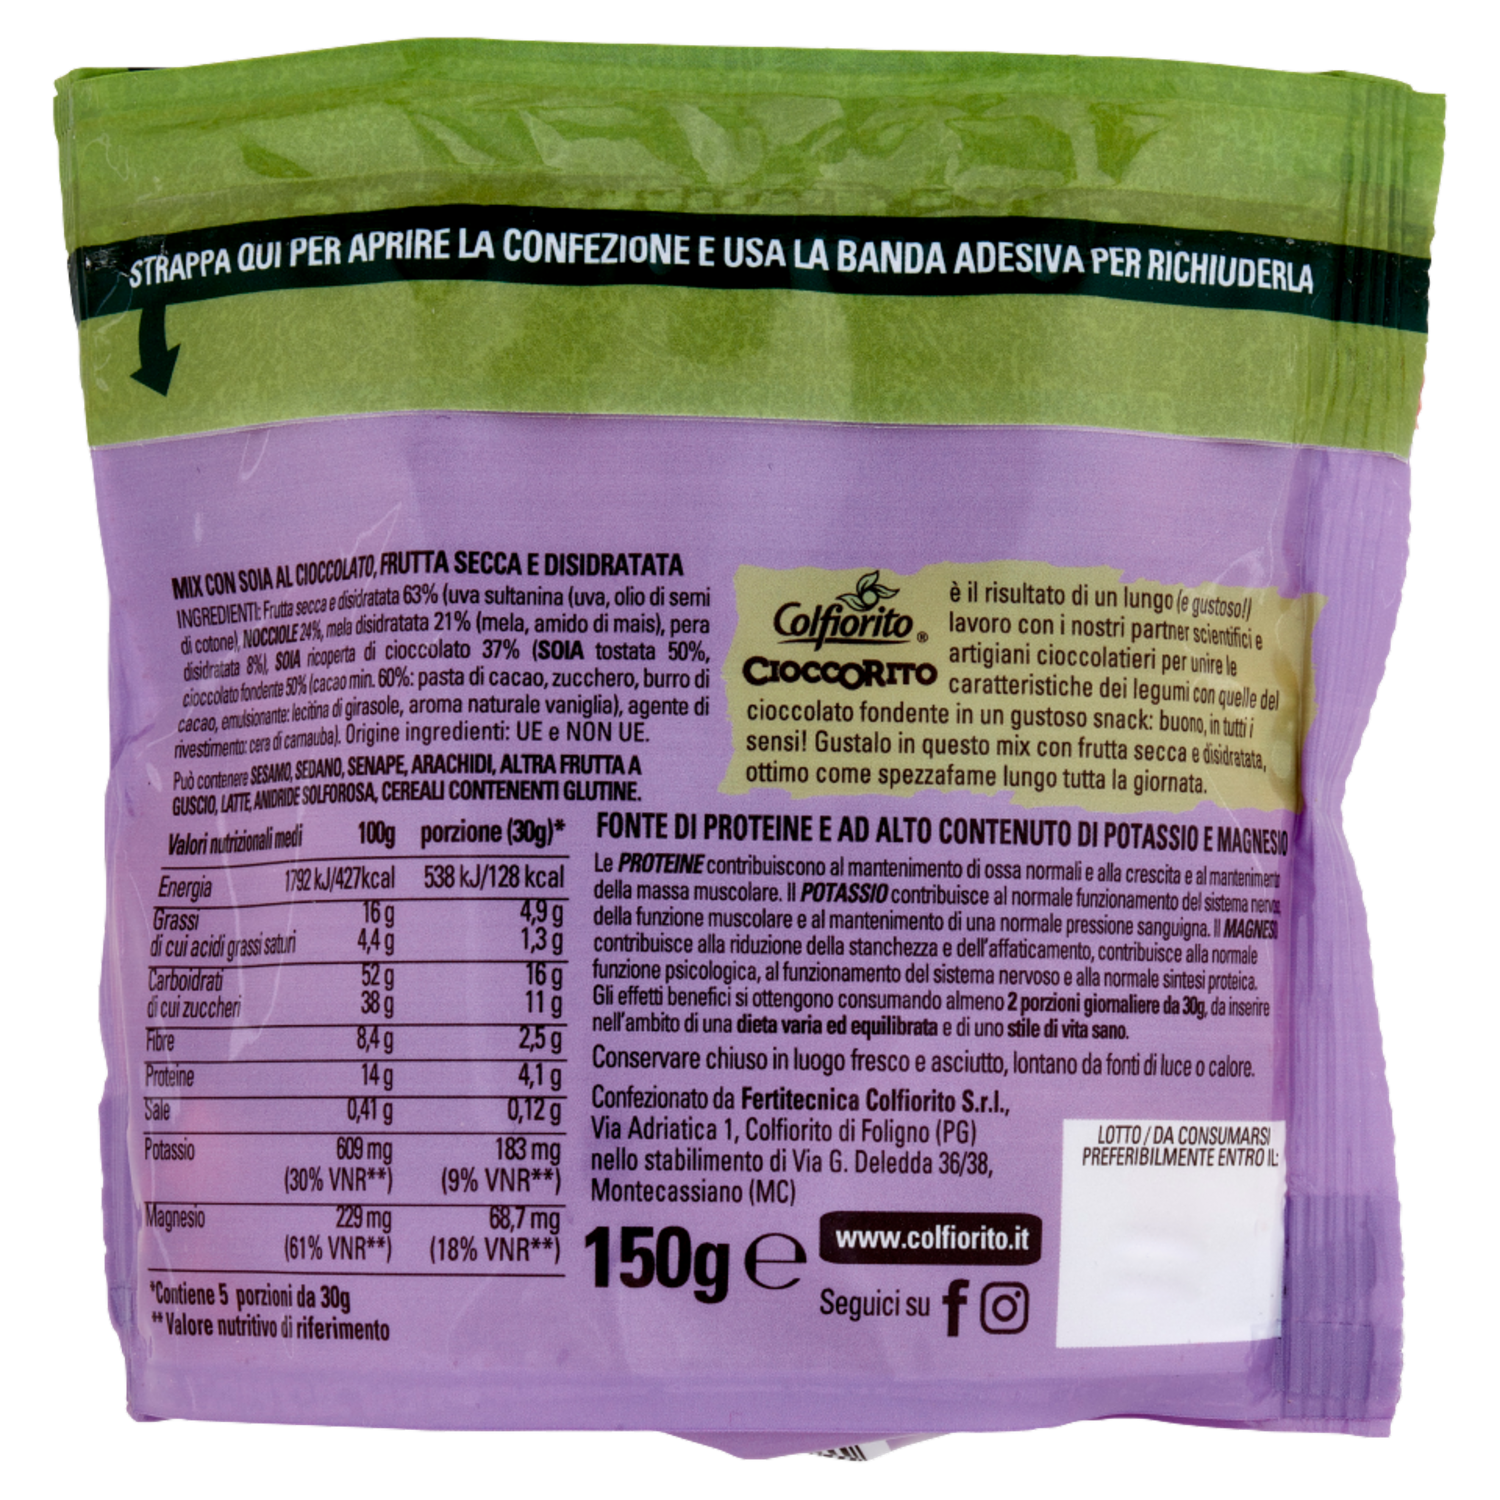 STRAPPA QUI PER APRIRE LA CONFEZIONE E USA LA BANDA ADESIVA PER RICHIUDERLA
MIX CON SOIA AL CIOCCOLATO, FRUTTA SECCA E DISIDRATATA
INGREDIENTI: Frutta secca e disidratata 63% (uva sultanina (uva, olio di semi
di cotone), NOCCIOLE 24%, mela disidratata 21% (mela, amido di mais), pera
disidratata 8%), SOIA ricoperta di cioccolato 37% (SOIA tostata 50%,
cioccolato fondente 50% (cacao min. 60%: pasta di cacao, zucchero, burro di
cacao, emulsionante: lecitina di girasole, aroma naturale vaniglia), agente di
rivestimento: cera di carnauba). Origine ingredienti: UE e NON UE.
Può contenere SESAMO, SEDANO, SENAPE, ARACHIDI, ALTRA FRUTTA A
GUSCIO, LATTE, ANIDRIDE SOLFOROSA, CEREALI CONTENENTI GLUTINE.
Valori nutrizionali medi 100g porzione (30g)*
Energia 1792 kJ/427kcal 538 kJ/128 kcal
Grassi 16 g 4,9 g
di cui acidi grassi saturi 4,4 g 1,3 g
Carboidrati 52 g 16 g
di cui zuccheri 38 g 11 g
Fibre 8,4 g 2,5 g
Proteine 14 g 4,1 g
Sale 0,41 g 0,12 g
Potassio 609 mg 183 mg
(30% VNR**) (9% VNR**)
Magnesio 229 mg 68,7 mg
(61% VNR**) (18% VNR**)
*Contiene 5 porzioni da 30g
** Valore nutritivo di riferimento
Colfiorito®
CIOCCORITO
è il risultato di un lungo (e gustoso!)
lavoro con i nostri partner scientifici e
artigiani cioccolatieri per unire le
caratteristiche dei legumi con quelle del
cioccolato fondente in un gustoso snack: buono, in tutti i
sensi! Gustalo in questo mix con frutta secca e disidratata,
ottimo come spezzafame lungo tutta la giornata.
FONTE DI PROTEINE E AD ALTO CONTENUTO DI POTASSIO E MAGNESIO
Le PROTEINE contribuiscono al mantenimento di ossa normali e alla crescita e al mantenimento
della massa muscolare. Il POTASSIO contribuisce al normale funzionamento del sistema nervoso,
della funzione muscolare e al mantenimento di una normale pressione sanguigna. Il MAGNESIO
contribuisce alla riduzione della stanchezza e dell'affaticamento, contribuisce alla normale
funzione psicologica, al funzionamento del sistema nervoso e alla normale sintesi proteica.
Gli effetti benefici si ottengono consumando almeno 2 porzioni giornaliere da 30g, da inserire
nell'ambito di una dieta varia ed equilibrata e di uno stile di vita sano.
Conservare chiuso in luogo fresco e asciutto, lontano da fonti di luce o calore.
Confezionato da Fertitecnica Colfiorito S.r.l.,
Via Adriatica 1, Colfiorito di Foligno (PG)
nello stabilimento di Via G. Deledda 36/38,
Montecassiano (MC)
150g e
www.colfiorito.it
Seguici su f
LOTTO / DA CONSUMARSI
PREFERIBILMENTE ENTRO IL: